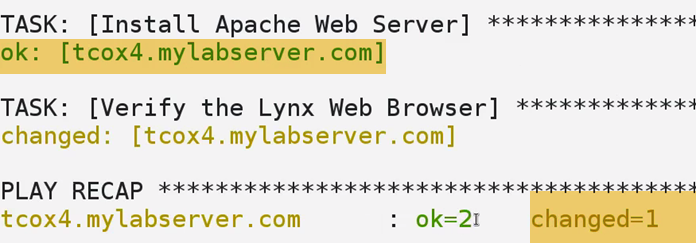 TASK: [Install Apache Web Server] **************
ok: [tcox4.mylabserver.com]
TASK: [Verify the Lynx Web Browser] ************
changed: [tcox4.mylabserver.com]
PLAY RECAP *************************************
tcox4.mylabserver.com : ok=2 changed=1